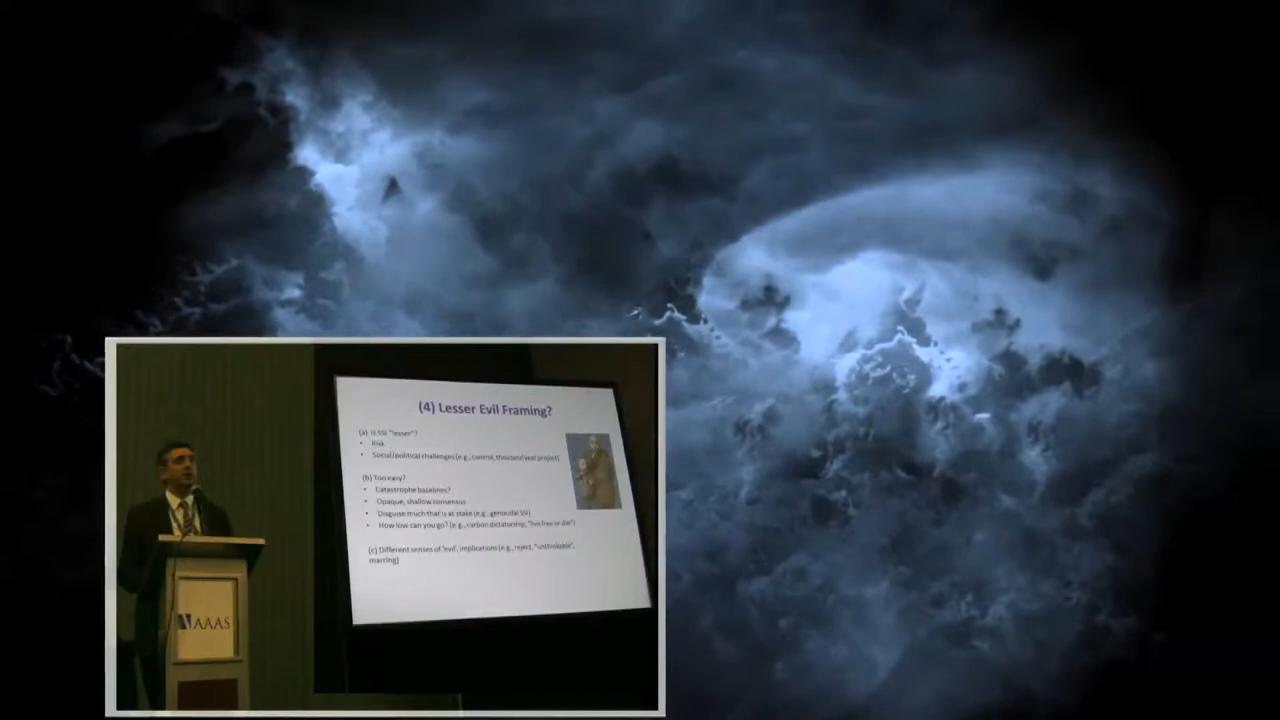 (4) Lesser Evil Framing?
(a) Is SSI "lesser"?
• Risk
• Social/political challenges (e.g., control, thousand year project)
(b) Too easy?
• Catastrophe baselines?
• Opaque, shallow consensus
• Disguise much that is at stake (e.g., genocidal SSI)
• How low can you go? (e.g., carbon dictatorship, "live free or die")
(c) Different senses of 'evil', implications (e.g., reject, "unthinkable",
marring)
AAAS